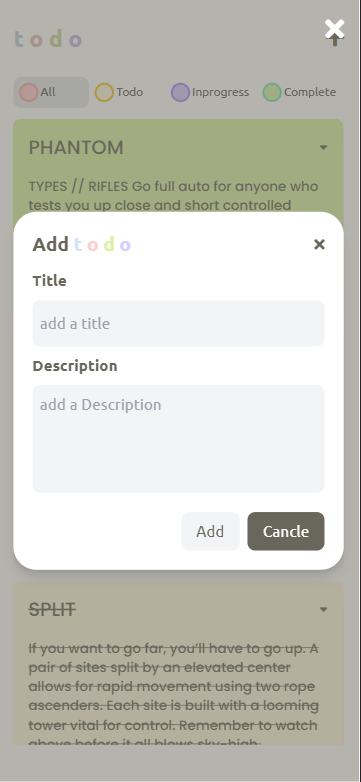 todo
All Todo Inprogress Complete
PHANTOM
TYPES // RIFLES Go full auto for anyone who
tests you up close and short controlled
Add todo
Title
add a title
Description
add a Description
Add Cancle
SPLIT
If you want to go far, you'll have to go up. A
pair of sites split by an elevated center
allows for rapid movement using two rope
ascenders. Each site is built with a looming
tower vital for control. Remember to watch
above before it all blows sky-high.